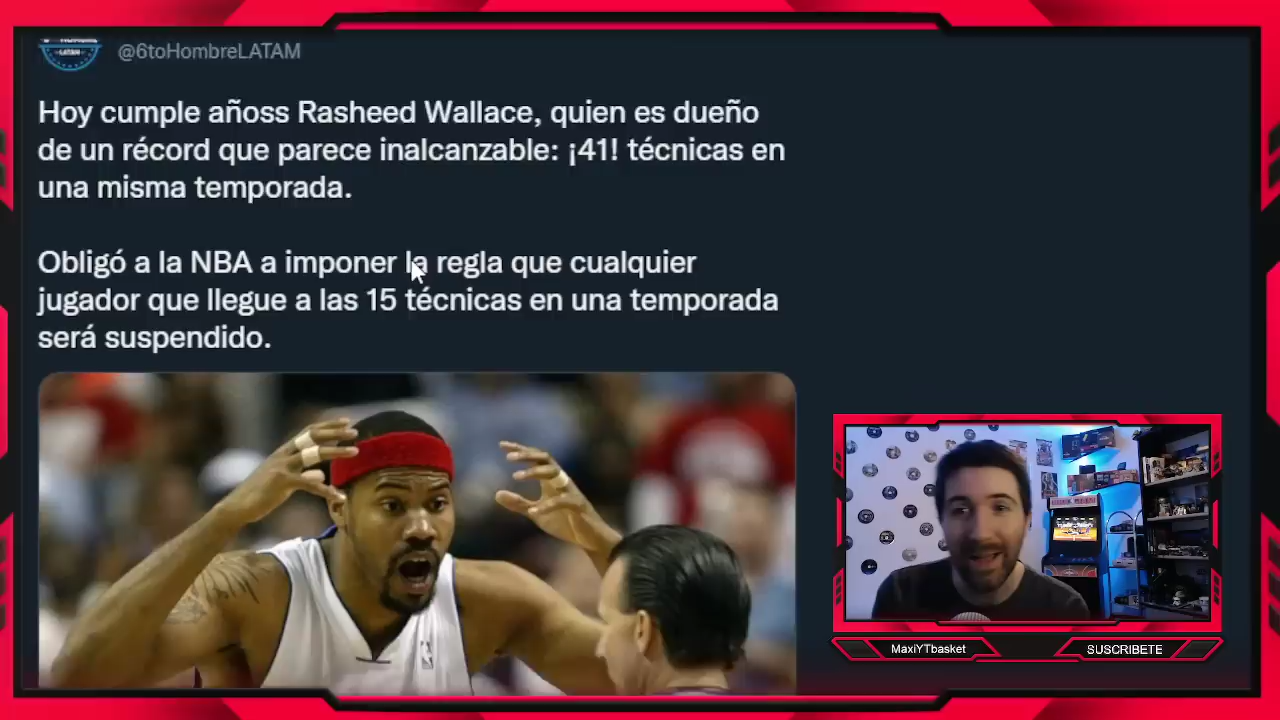 LATAM
@6toHombreLATAM
Hoy cumple añoss Rasheed Wallace, quien es dueño
de un récord que parece inalcanzable: ¡41! técnicas en
una misma temporada.
Obligó a la NBA a imponer la regla que cualquier
jugador que llegue a las 15 técnicas en una temporada
será suspendido.
MaxiYTbasket
SUSCRIBETE